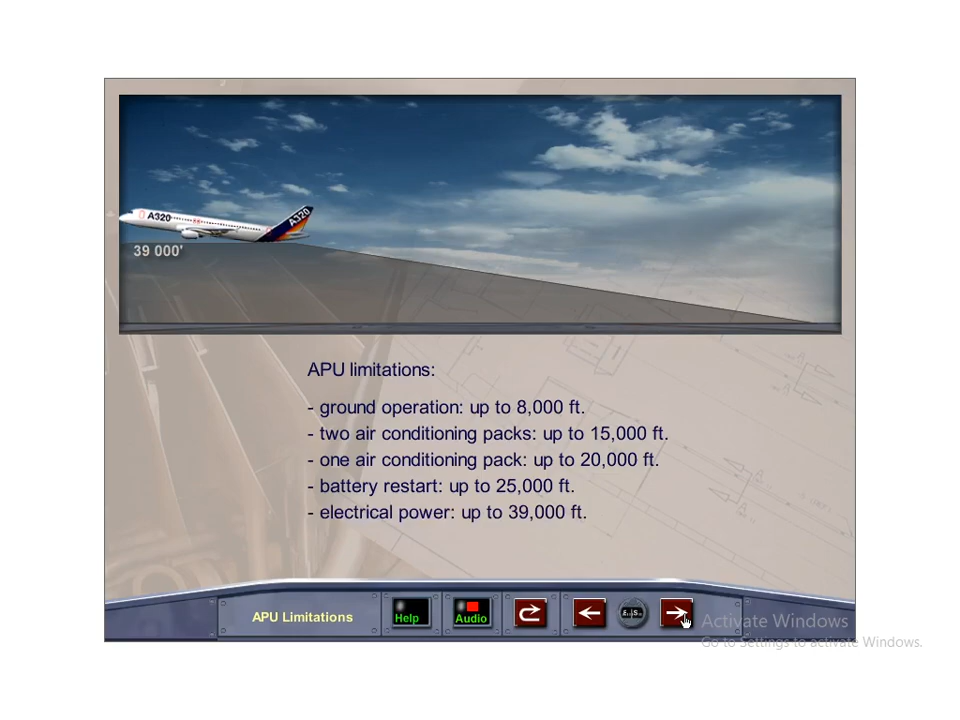 A320
A320
39 000'
APU limitations:
- ground operation: up to 8,000 ft.
- two air conditioning packs: up to 15,000 ft.
- one air conditioning pack: up to 20,000 ft.
- battery restart: up to 25,000 ft.
- electrical power: up to 39,000 ft.
APU Limitations
Help
Audio
Activate Windows
Go to Settings to activate Windows.